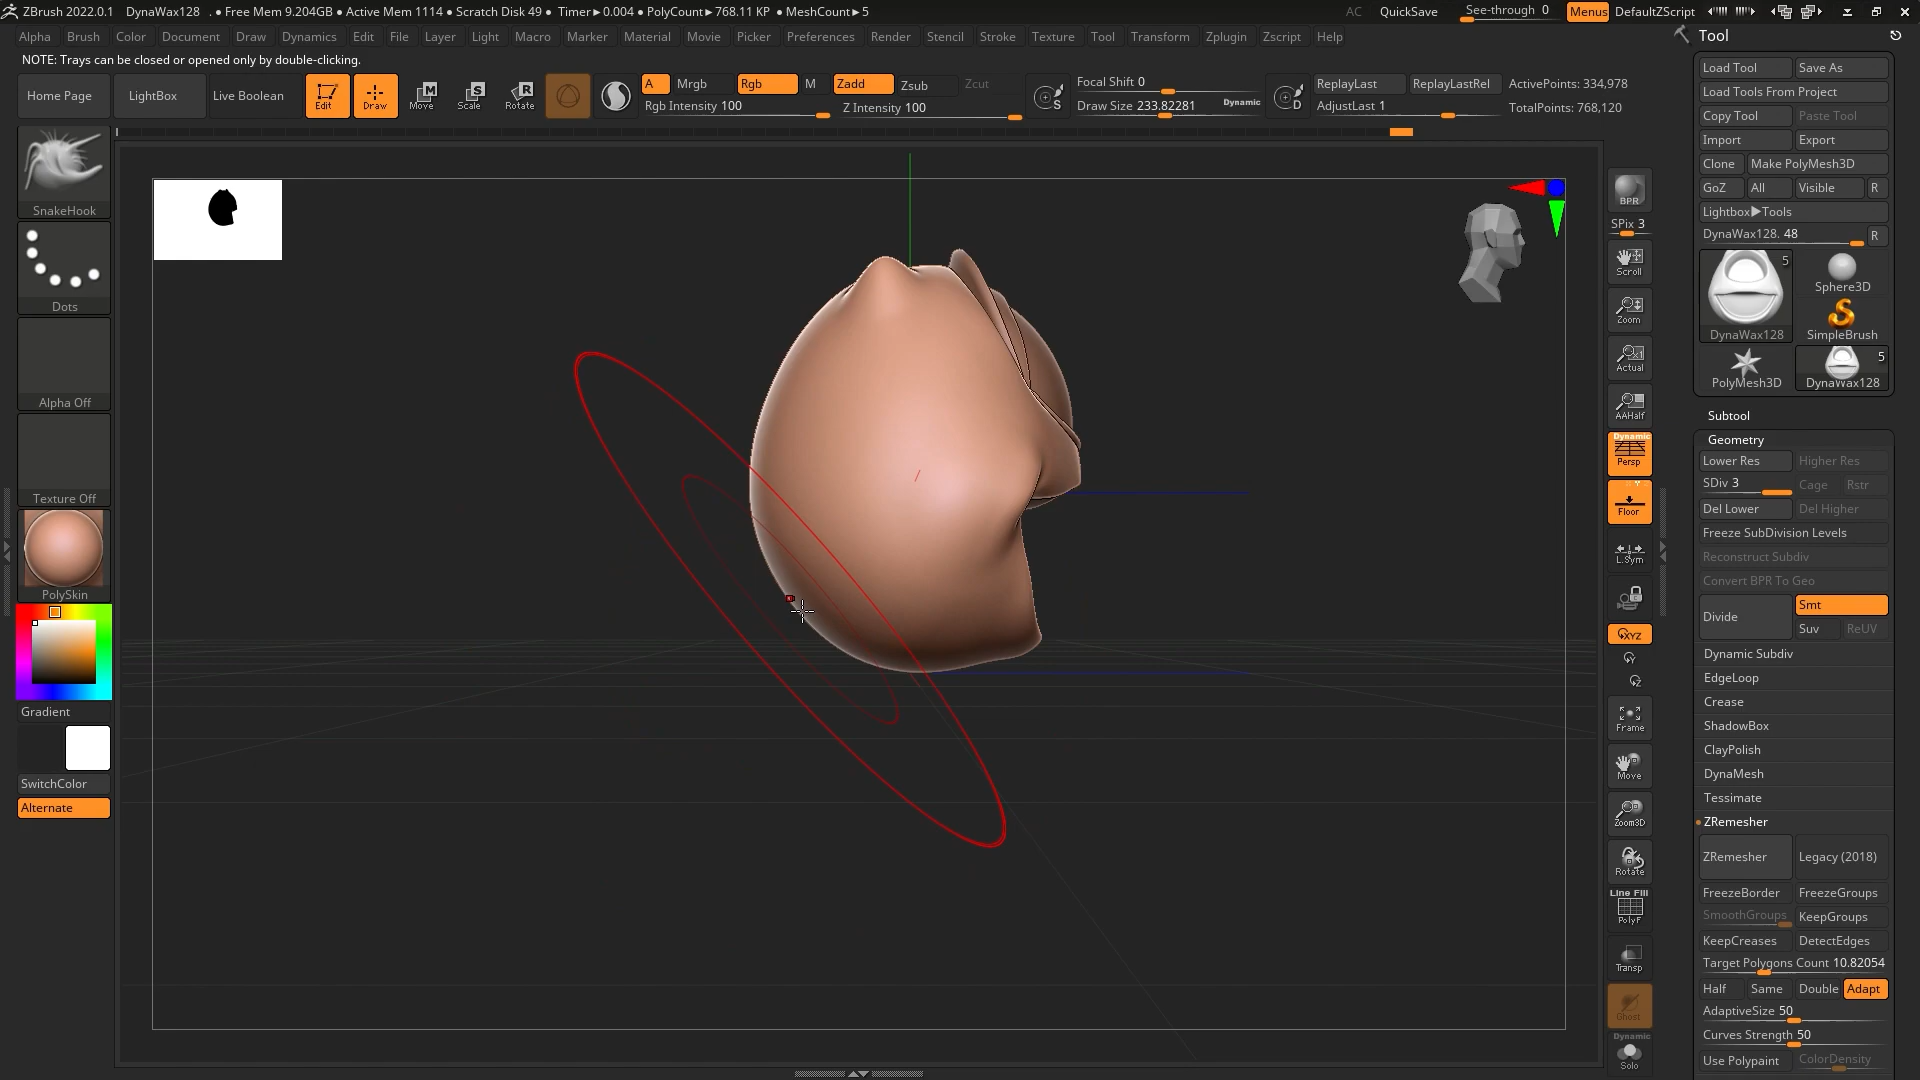 ZBrush 2022.0.1 DynaWax128 . • Free Mem 9.204GB • Active Mem 1114 • Scratch Disk 49 • Timer►0.004 • PolyCount►768.11 KP • MeshCount►5 AC QuickSave See-through 0 Menus DefaultZScript
Alpha Brush Color Document Draw Dynamics Edit File Layer Light Macro Marker Material Movie Picker Preferences Render Stencil Stroke Texture Tool Transform Zplugin Zscript Help
NOTE: Trays can be closed or opened only by double-clicking.
Home Page LightBox Live Boolean Edit Draw Move Scale Rotate
A Mrgb Rgb M Zadd Zsub Zcut
Rgb Intensity 100 Z Intensity 100
Focal Shift 0
Draw Size 233.82281 Dynamic
ReplayLast ReplayLastRel ActivePoints: 334,978
AdjustLast 1 TotalPoints: 768,120
SnakeHook
Dots
Alpha Off
Texture Off
PolySkin
Gradient
SwitchColor
Alternate
BPR
SPix 3
Scroll
Zoom
Actual
AAHalf
Dynamic
Persp
Floor
L.Sym
XYZ
Y
Z
Frame
Move
Zoom3D
Rotate
Line Fill
PolyF
Transp
Ghost
Dynamic
Solo
Tool
Load Tool Save As
Load Tools From Project
Copy Tool Paste Tool
Import Export
Clone Make PolyMesh3D
GoZ All Visible R
Lightbox►Tools
DynaWax128. 48 R
5
Sphere3D
DynaWax128 SimpleBrush
5
PolyMesh3D DynaWax128
Subtool
Geometry
Lower Res Higher Res
SDiv 3 Cage Rstr
Del Lower Del Higher
Freeze SubDivision Levels
Reconstruct Subdiv
Convert BPR To Geo
Divide Smt
Suv ReUV
Dynamic Subdiv
EdgeLoop
Crease
ShadowBox
ClayPolish
DynaMesh
Tessimate
ZRemesher
ZRemesher Legacy (2018)
FreezeBorder FreezeGroups
SmoothGroups KeepGroups
KeepCreases DetectEdges
Target Polygons Count 10.82054
Half Same Double Adapt
AdaptiveSize 50
Curves Strength 50
Use Polypaint ColorDensity